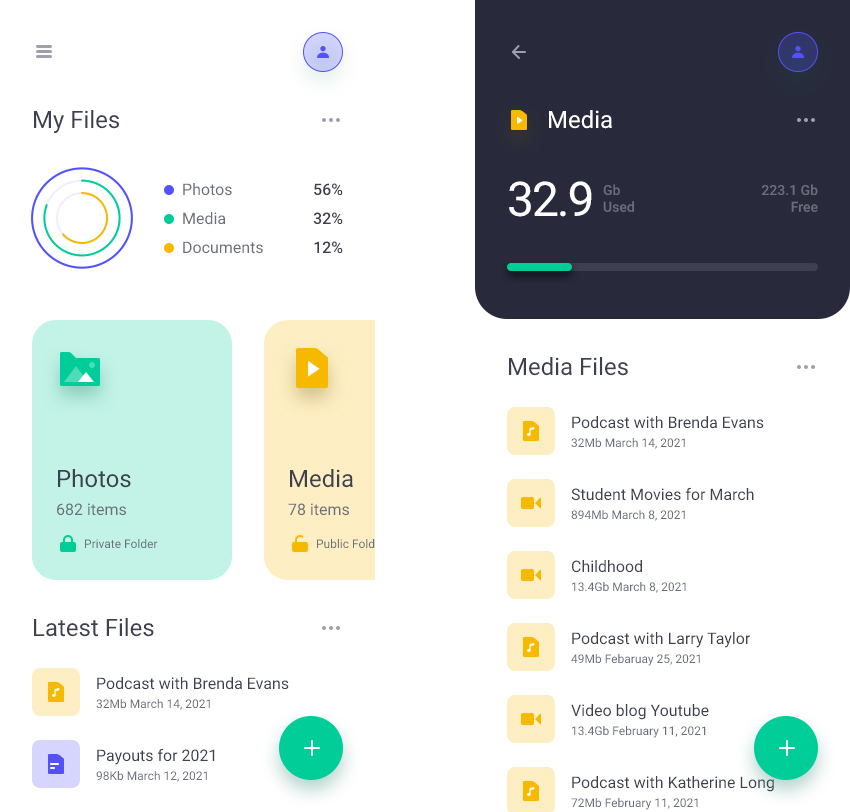 My Files
Photos 56%
Media 32%
Documents 12%
Photos
682 items
Private Folder
Media
78 items
Public Fold
Latest Files
Podcast with Brenda Evans
32Mb March 14, 2021
Payouts for 2021
98Kb March 12, 2021
Media
32.9 Gb Used
223.1 Gb
Free
Media Files
Podcast with Brenda Evans
32Mb March 14, 2021
Student Movies for March
894Mb March 8, 2021
Childhood
13.4Gb March 8, 2021
Podcast with Larry Taylor
49Mb Febaruay 25, 2021
Video blog Youtube
13.4Gb February 11, 2021
Podcast with Katherine Long
72Mb February 11, 2021